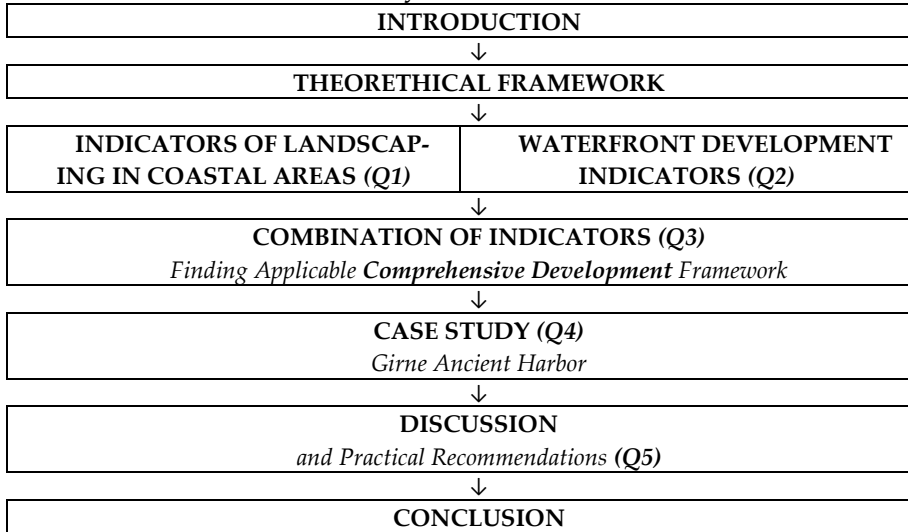 INTRODUCTION
↓
THEORETHICAL FRAMEWORK
↓
INDICATORS OF LANDSCAP-
ING IN COASTAL AREAS (Q1)
WATERFRONT DEVELOPMENT
INDICATORS (Q2)
↓
COMBINATION OF INDICATORS (Q3)
Finding Applicable Comprehensive Development Framework
↓
CASE STUDY (Q4)
Girne Ancient Harbor
↓
DISCUSSION
and Practical Recommendations (Q5)
↓
CONCLUSION